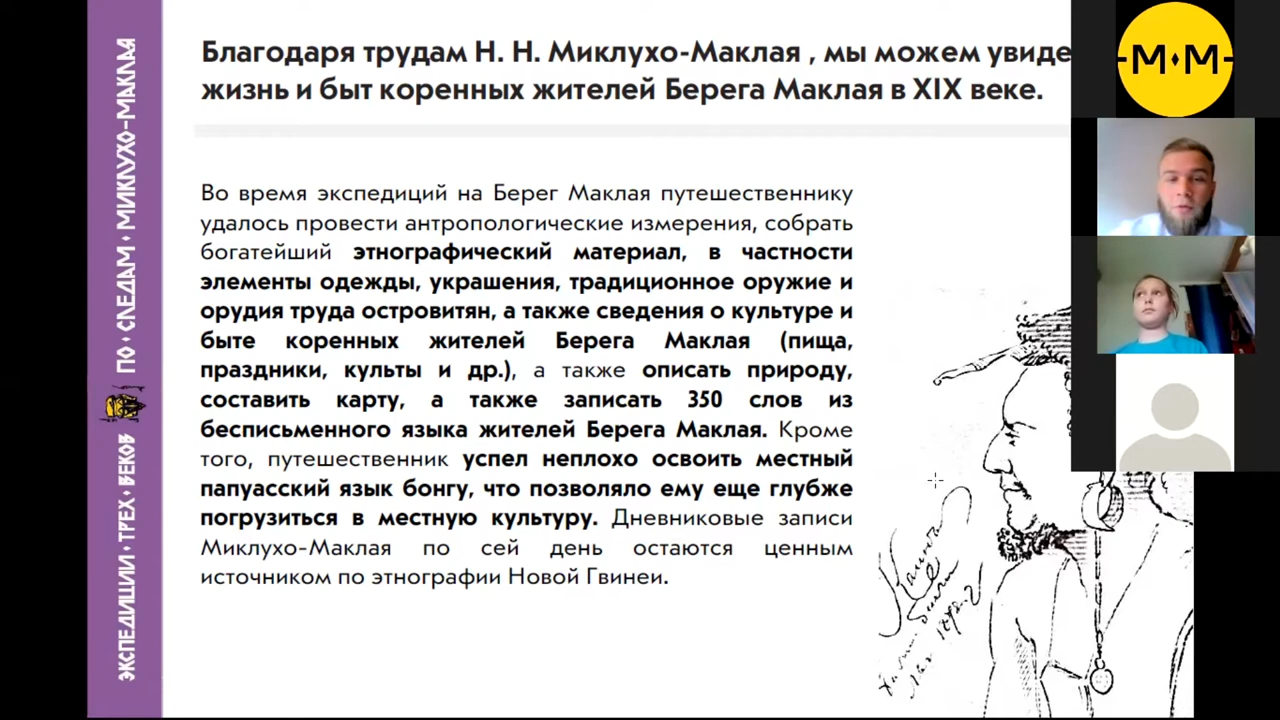 Благодаря трудам Н. Н. Миклухо-Маклая , мы можем увиде
жизнь и быт коренных жителей Берега Маклая в XIX веке.
Во время экспедиций на Берег Маклая путешественнику
удалось провести антропологические измерения, собрать
богатейший этнографический материал, в частности
элементы одежды, украшения, традиционное оружие и
орудия труда островитян, а также сведения о культуре и
быте коренных жителей Берега Маклая (пища,
праздники, культы и др.), а также описать природу,
составить карту, а также записать 350 слов из
бесписьменного языка жителей Берега Маклая. Кроме
того, путешественник успел неплохо освоить местный
папуасский язык бонгу, что позволяло ему еще глубже
погрузиться в местную культуру. Дневниковые записи
Миклухо-Маклая по сей день остаются ценным
источником по этнографии Новой Гвинеи.
ЭКСПЕДИЦИИ • ТРЕХ • ВЕКОВ
ПО • СЛЕДАМ • МИКЛУХО-МАКЛАЯ
-М•М-